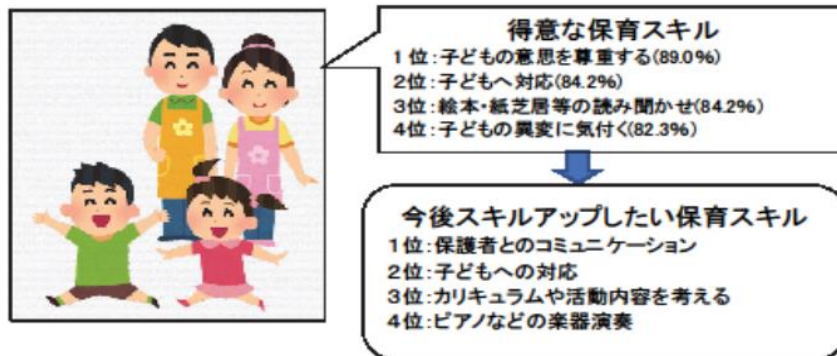 得意な保育スキル
1位:子どもの意思を尊重する(89.0%)
2位:子どもへ対応(84.2%)
3位:絵本・紙芝居等の読み聞かせ(84.2%)
4位:子どもの異変に気付く(82.3%)
今後スキルアップしたい保育スキル
1位:保護者とのコミュニケーション
2位:子どもへの対応
3位:カリキュラムや活動内容を考える
4位:ピアノなどの楽器演奏